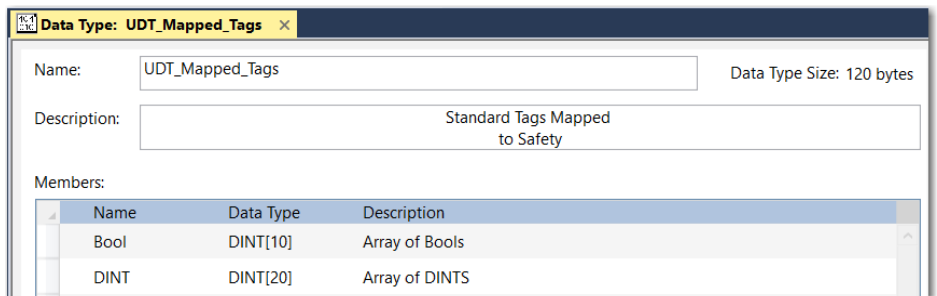 Data Type: UDT_Mapped_Tags ×
Name: UDT_Mapped_Tags Data Type Size: 120 bytes
Description: Standard Tags Mapped
to Safety
Members:
Name Data Type Description
Bool DINT[10] Array of Bools
DINT DINT[20] Array of DINTS